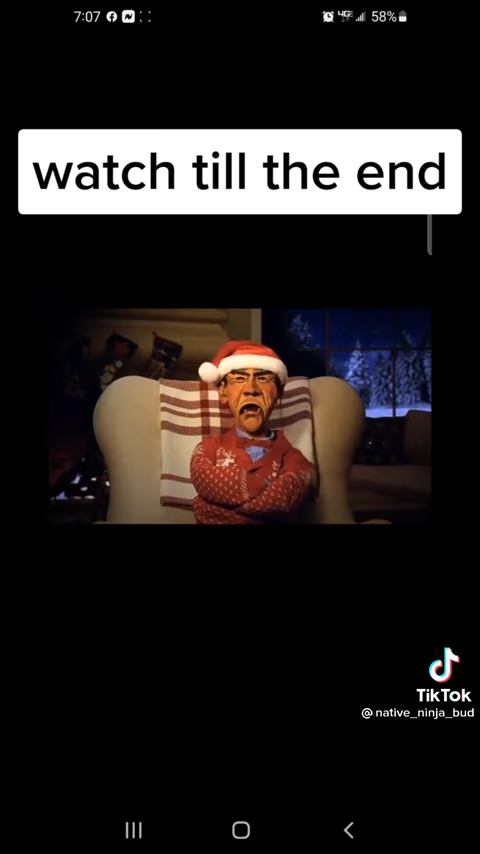 7:07
58%
watch till the end
TikTok
@native_ninja_bud